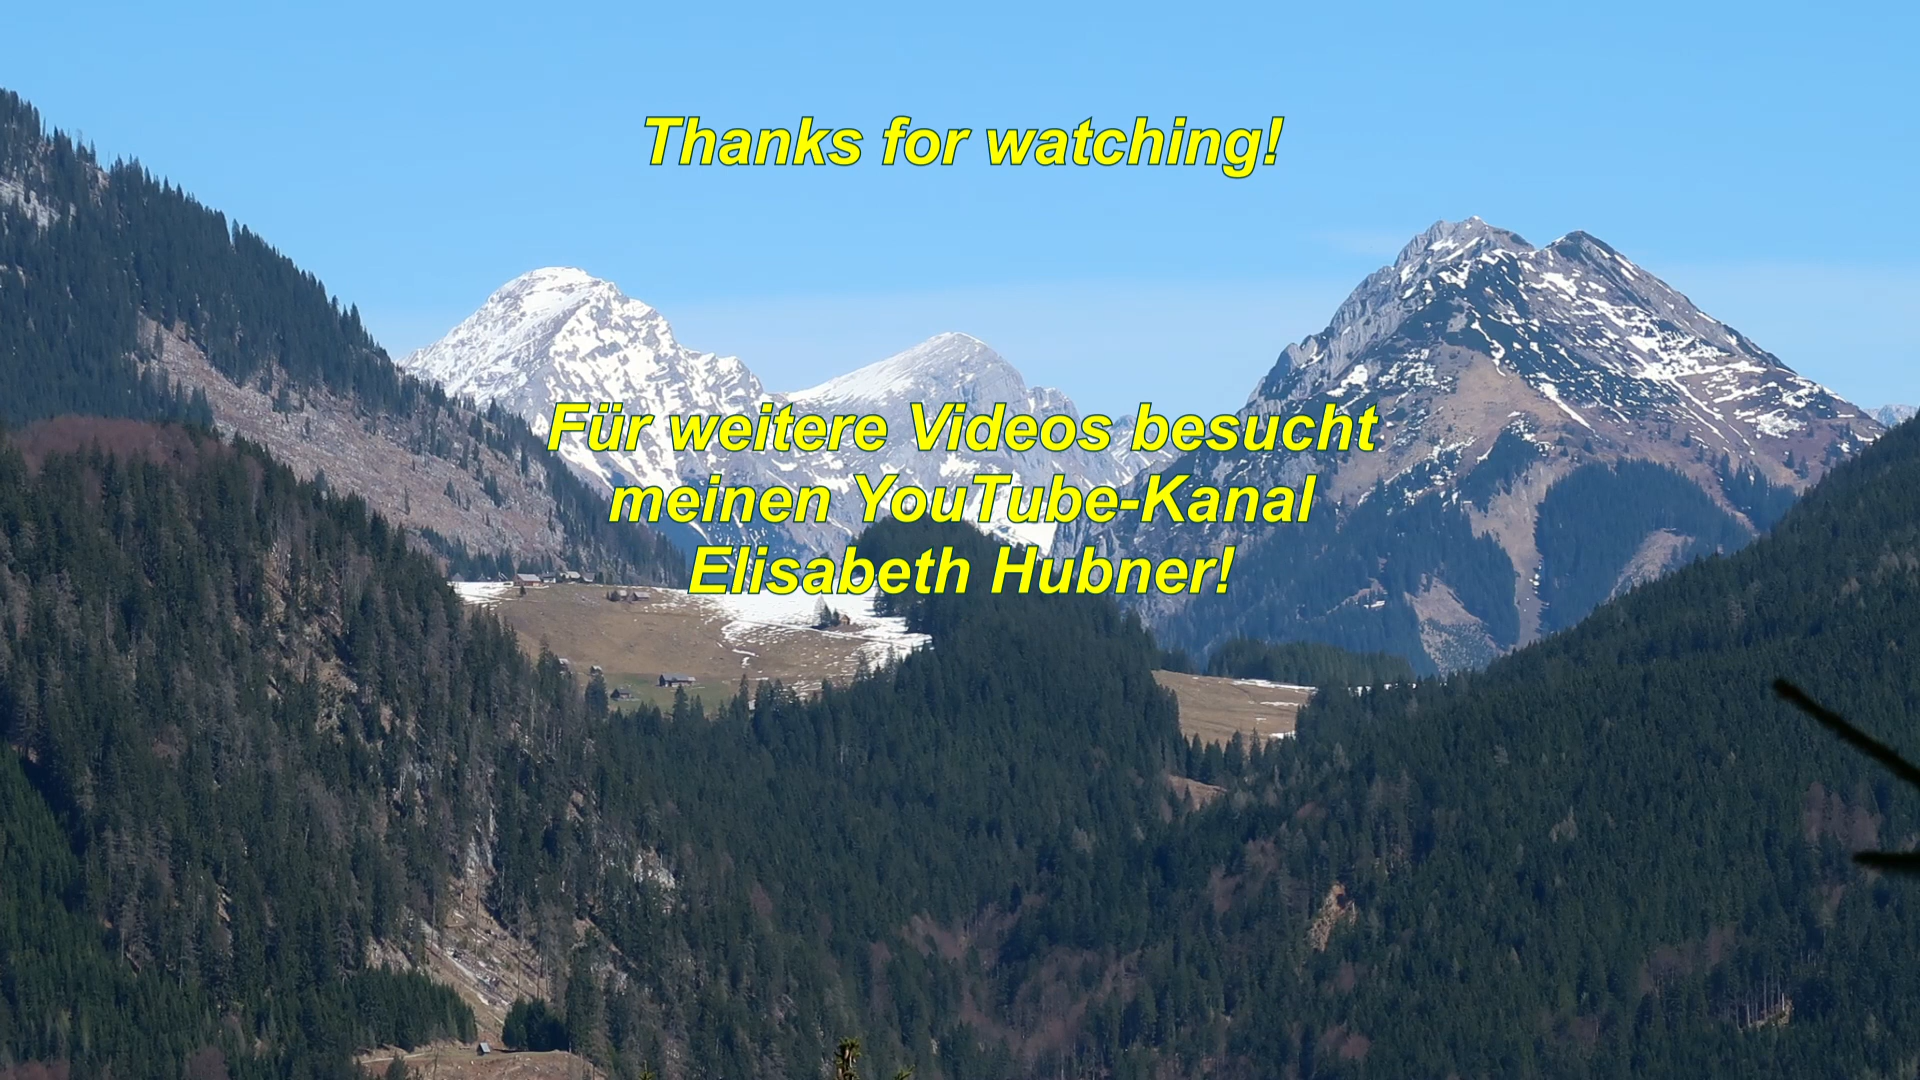 Thanks for watching!
Für weitere Videos besucht
meinen YouTube-Kanal
Elisabeth Hubner!